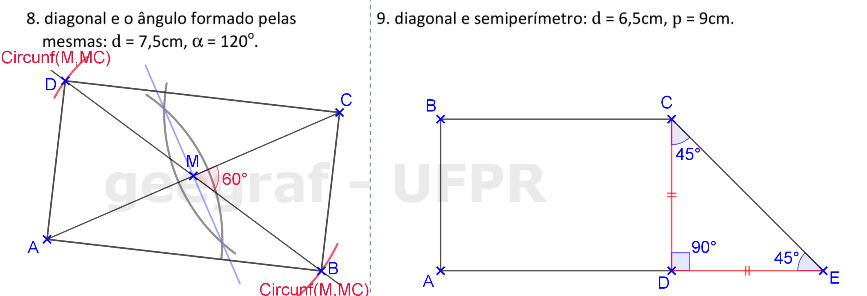 8. diagonal e o ângulo formado pelas
mesmas: d = 7,5cm, α = 120°.
Circunf(M,MC)
D
C
M
60°
A
B
Circunf(M,MC)
9. diagonal e semiperímetro: d = 6,5cm, p = 9cm.
B
C
45°
90°
45°
A
D
E
geegraf - UFPR